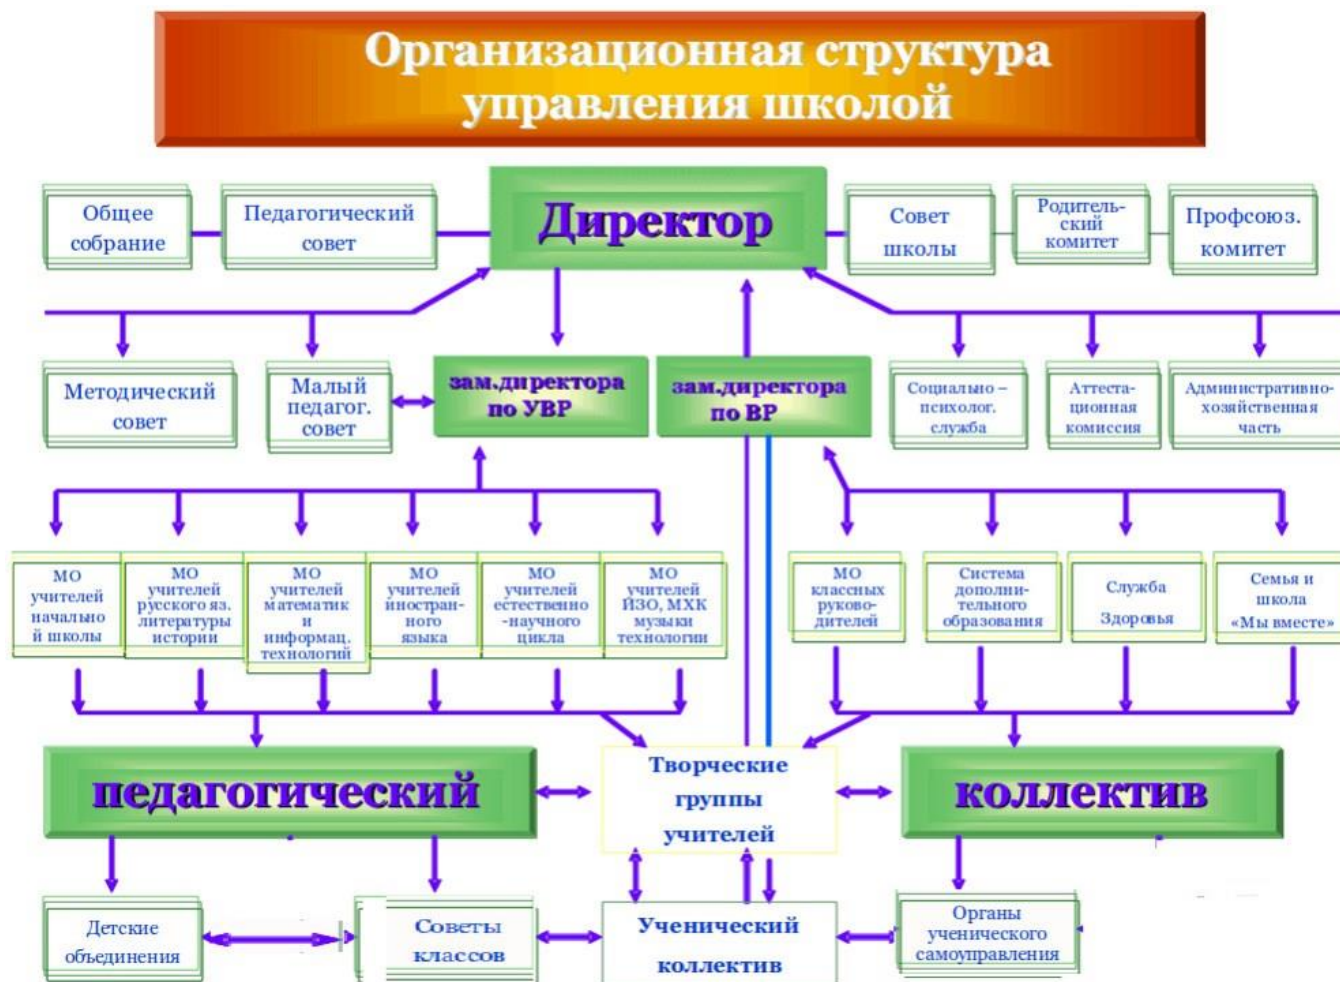 Организационная структура
управления школой
Общее
собрание
Педагогический
совет
Директор
Совет
школы
Родитель-
ский
комитет
Профсоюз.
комитет
Методический
совет
Малый
педагог.
совет
зам.директора
по УВР
зам.директора
по ВР
Социально –
психолог.
служба
Аттеста-
ционная
комиссия
Административно-
хозяйственная
часть
МО
учителей
начально
й школы
МО
учителей
русского яз.
литературы
истории
МО
учителей
математик
и
информац.
технологий
МО
учителей
иностран-
ного
языка
МО
учителей
естественно
-научного
цикла
МО
учителей
ИЗО, МХК
музыки
технологии
МО
классных
руково-
дителей
Система
дополни-
тельного
образования
Служба
Здоровья
Семья и
школа
«Мы вместе»
педагогический
Творческие
группы
учителей
коллектив
Детские
объединения
Советы
классов
Ученический
коллектив
Органы
ученического
самоуправления